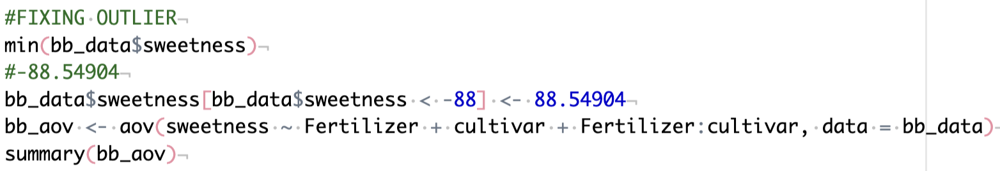 #FIXING OUTLIER
min(bb_data$sweetness)
#-88.54904
bb_data$sweetness[bb_data$sweetness < -88] <- 88.54904
bb_aov <- aov(sweetness ~ Fertilizer + cultivar + Fertilizer:cultivar, data = bb_data)
summary(bb_aov)